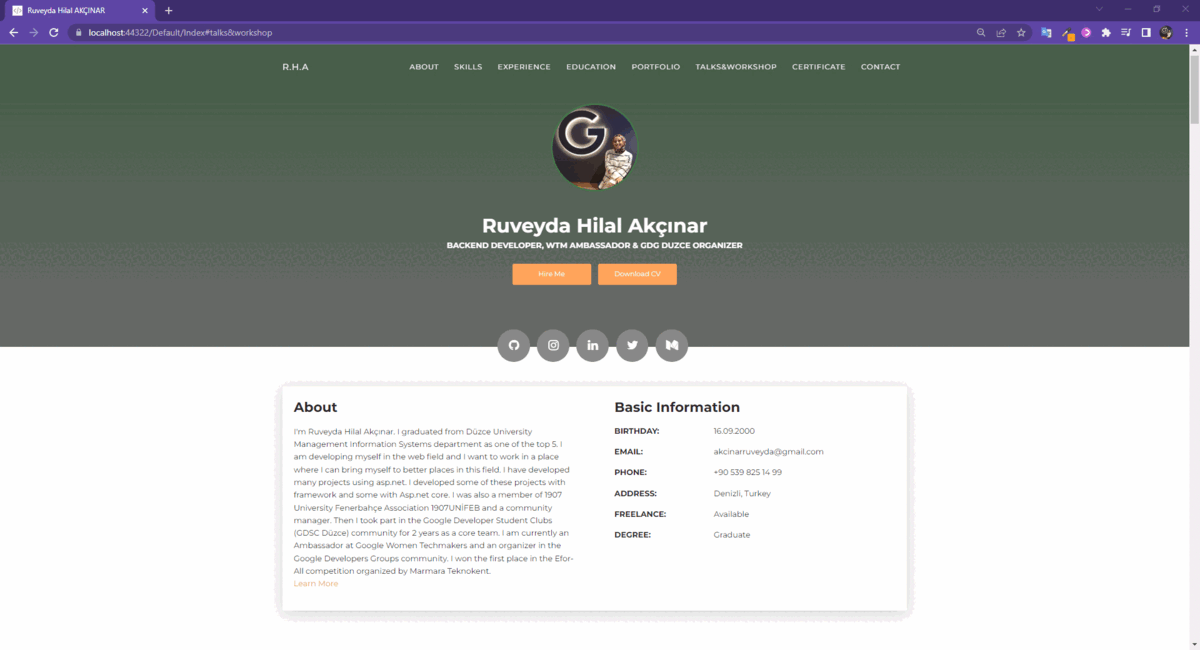 Ruveyda Hilal AKÇINAR
localhost:44322/Default/Index#talks&workshop
R.H.A
ABOUT SKILLS EXPERIENCE EDUCATION PORTFOLIO TALKS&WORKSHOP CERTIFICATE CONTACT
G
Ruveyda Hilal Akçınar
BACKEND DEVELOPER, WTM AMBASSADOR & GDG DUZCE ORGANIZER
Hire Me Download CV
About
I'm Ruveyda Hilal Akçınar. I graduated from Düzce University
Management Information Systems department as one of the top 5. I
am developing myself in the web field and I want to work in a place
where I can bring myself to better places in this field. I have developed
many projects using asp.net. I developed some of these projects with
framework and some with Asp.net core. I was also a member of 1907
University Fenerbahçe Association 1907UNİFEB and a community
manager. Then I took part in the Google Developer Student Clubs
(GDSC Düzce) community for 2 years as a core team. I am currently an
Ambassador at Google Women Techmakers and an organizer in the
Google Developers Groups community. I won the first place in the Efor-
All competition organized by Marmara Teknokent.
Learn More
Basic Information
BIRTHDAY: 16.09.2000
EMAIL: akcinarruveyda@gmail.com
PHONE: +90 539 825 14 99
ADDRESS: Denizli, Turkey
FREELANCE: Available
DEGREE: Graduate